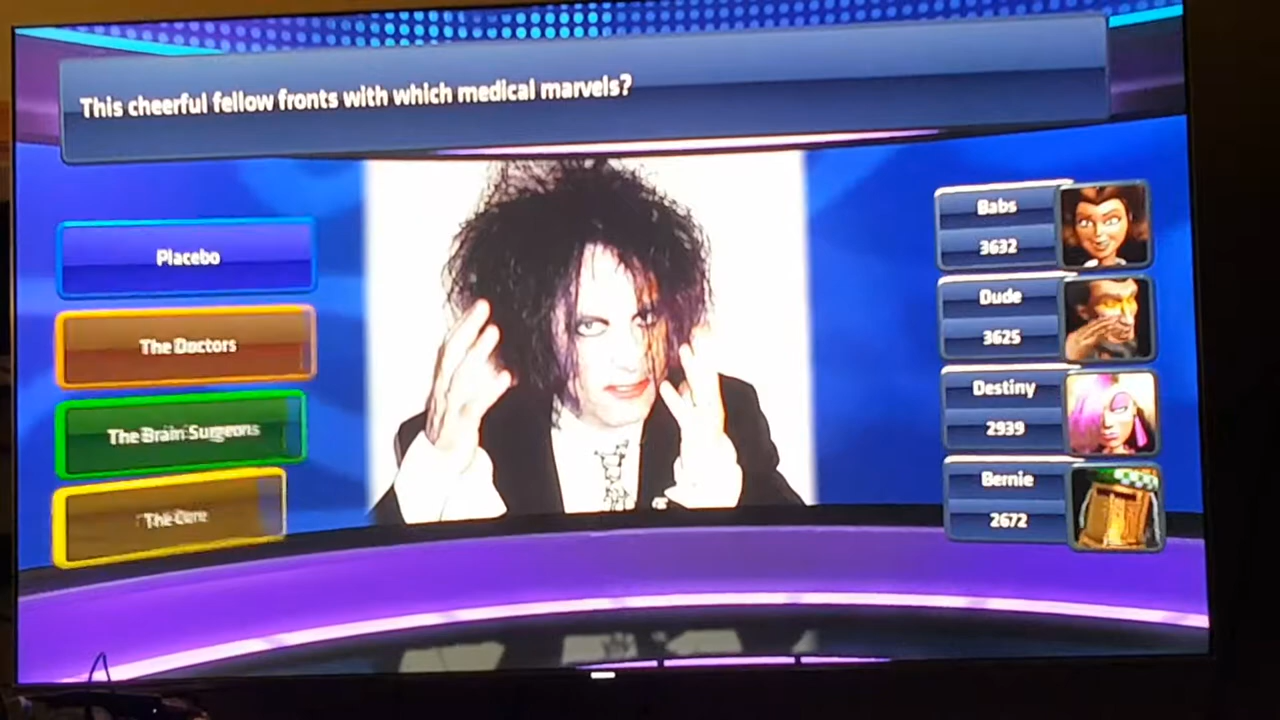 This cheerful fellow fronts with which medical marvels?
Placebo
The Doctors
The Brain Surgeons
The Cure
Babs
3632
Dude
3625
Destiny
2939
Bernie
2672